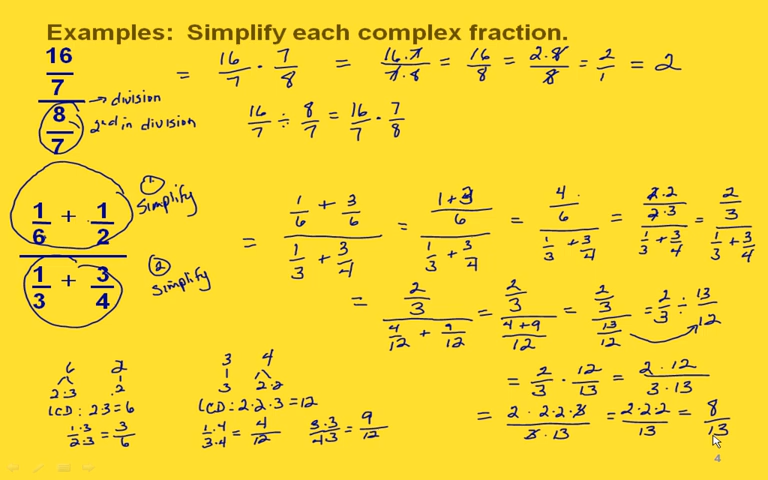 Examples: Simplify each complex fraction.
16/7 / 8/7 = 16/7 · 7/8 = 16·7/7·8 = 16/8 = 2·8/8 = 2/1 = 2
→ division
2nd in division
16/7 ÷ 8/7 = 16/7 · 7/8
① Simplify
1/6 + 1/2 / 1/3 + 3/4 = 1/6 + 3/6 / 1/3 + 3/4 = 1+3/6 / 1/3 + 3/4 = 4/6 / 1/3 + 3/4 = 2·2/2·3 / 1/3 + 3/4 = 2/3 / 1/3 + 3/4
② Simplify
= 2/3 / 4/12 + 9/12 = 2/3 / 4+9/12 = 2/3 / 13/12 = 2/3 ÷ 13/12
= 2/3 · 12/13 = 2·12/3·13
= 2·2·2·3/3·13 = 2·2·2/13 = 8/13
6 2
2·3 2
LCD: 2·3 = 6
1·3/2·3 = 3/6
3 4
3 2·2
LCD: 2·2·3 = 12
1·4/3·4 = 4/12 3·3/4·3 = 9/12
4